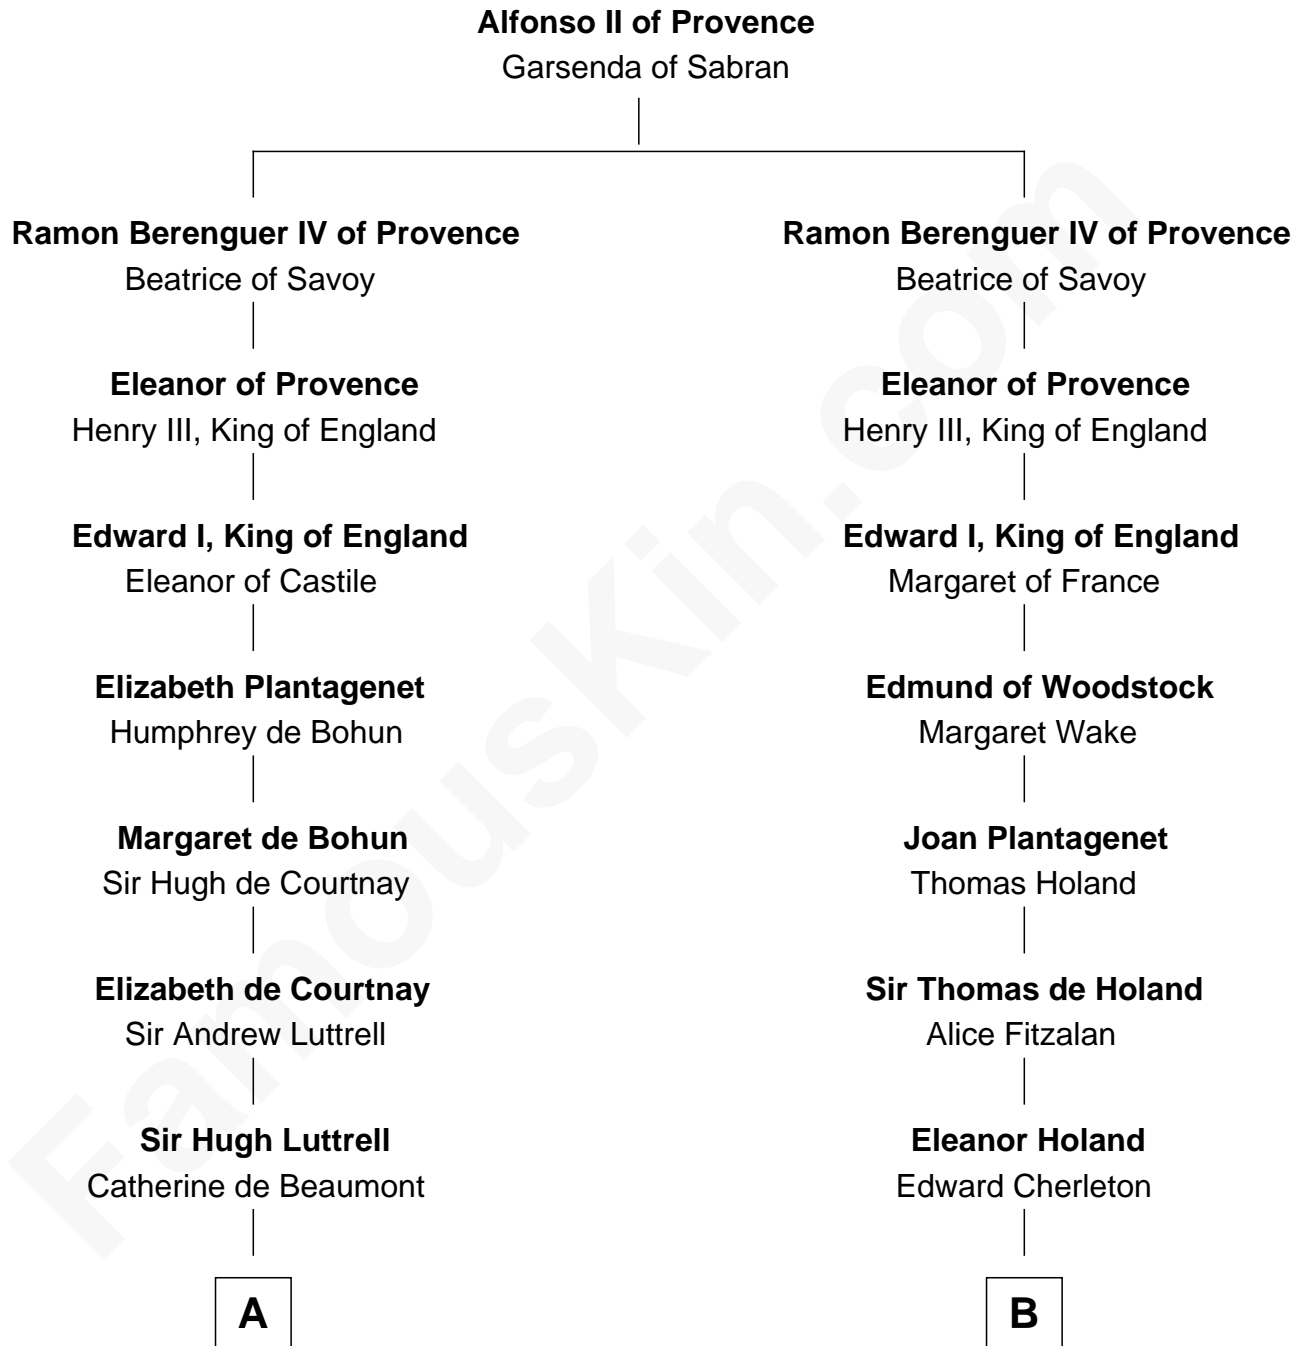 Alfonso II of Provence
Garsenda of Sabran
Ramon Berenguer IV of Provence
Beatrice of Savoy
Eleanor of Provence
Henry III, King of England
Edward I, King of England
Eleanor of Castile
Elizabeth Plantagenet
Humphrey de Bohun
Margaret de Bohun
Sir Hugh de Courtnay
Elizabeth de Courtnay
Sir Andrew Luttrell
Sir Hugh Luttrell
Catherine de Beaumont
A
Ramon Berenguer IV of Provence
Beatrice of Savoy
Eleanor of Provence
Henry III, King of England
Edward I, King of England
Margaret of France
Edmund of Woodstock
Margaret Wake
Joan Plantagenet
Thomas Holand
Sir Thomas de Holand
Alice Fitzalan
Eleanor Holand
Edward Cherleton
B
FamousKin.com